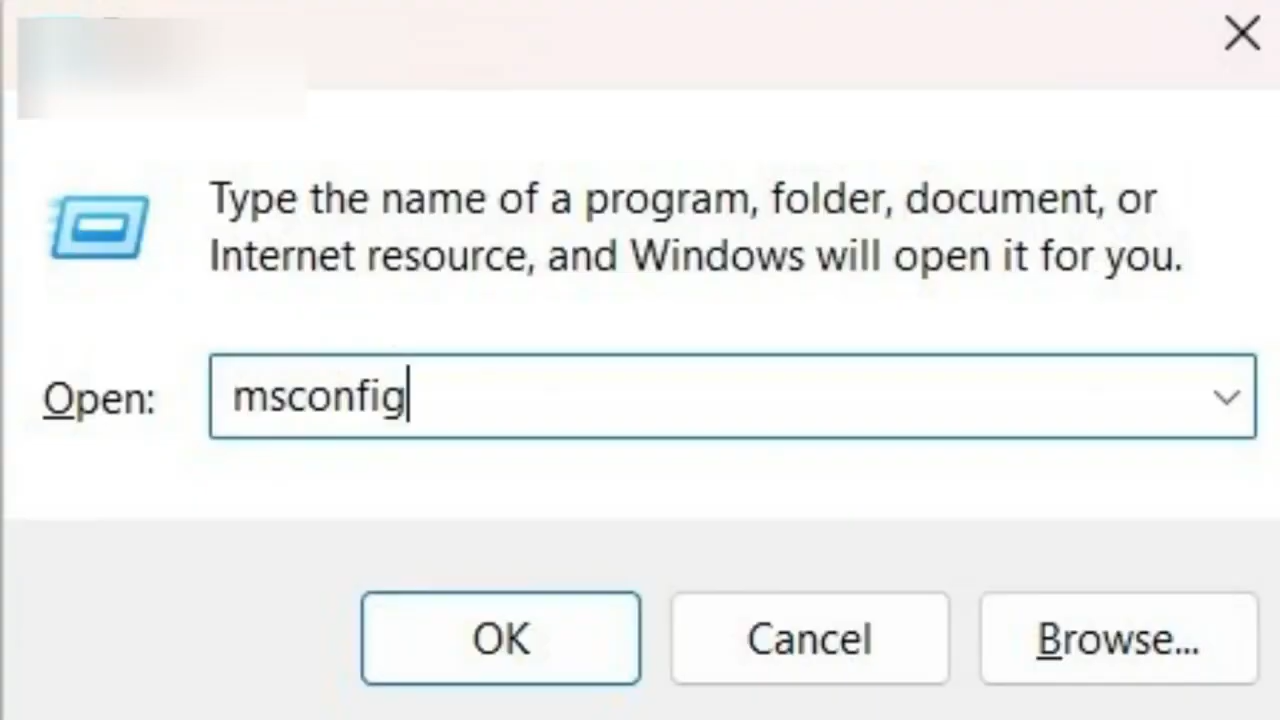 Type the name of a program, folder, document, or
Internet resource, and Windows will open it for you.
Open: msconfig
OK Cancel Browse...